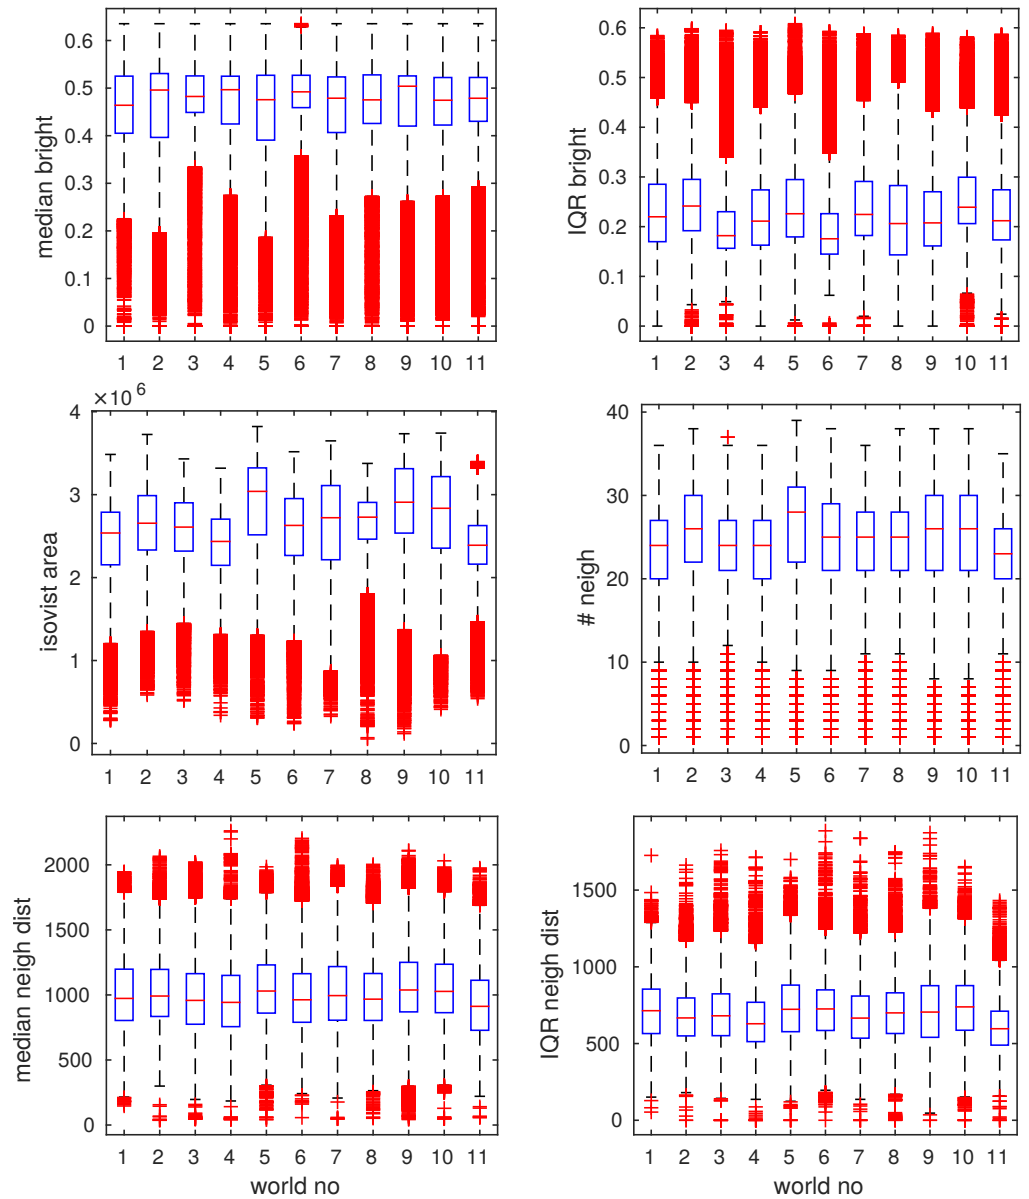 median bright
0.6
0.5
0.4
0.3
0.2
0.1
0
1 2 3 4 5 6 7 8 9 10 11
IQR bright
0.6
0.5
0.4
0.3
0.2
0.1
0
1 2 3 4 5 6 7 8 9 10 11
×10 6
isovist area
4
3
2
1
0
1 2 3 4 5 6 7 8 9 10 11
# neigh
40
30
20
10
0
1 2 3 4 5 6 7 8 9 10 11
median neigh dist
2000
1500
1000
500
0
1 2 3 4 5 6 7 8 9 10 11
world no
IQR neigh dist
1500
1000
500
0
1 2 3 4 5 6 7 8 9 10 11
world no